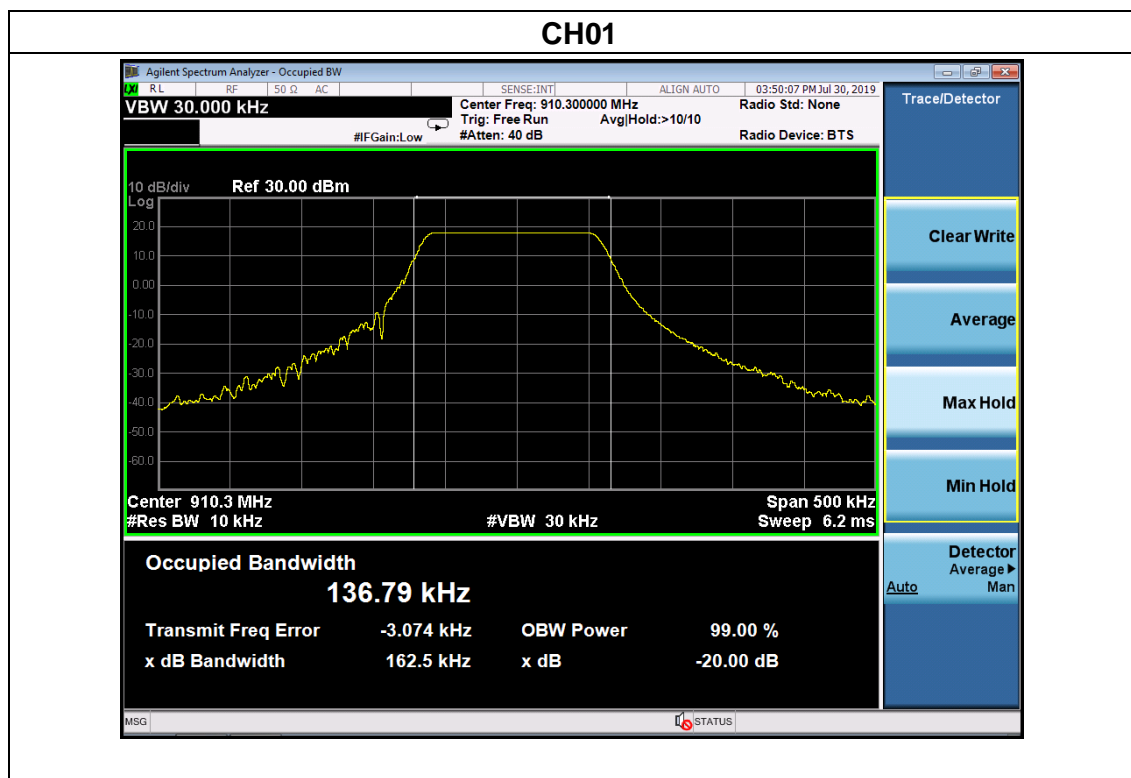 CH01
Agilent Spectrum Analyzer - Occupied BW
LXI RL RF 50 Ω AC SENSE:INT ALIGN AUTO 03:50:07 PM Jul 30, 2019
VBW 30.000 kHz
Center Freq: 910.300000 MHz Radio Std: None
Trig: Free Run Avg|Hold:>10/10
#IFGain:Low #Atten: 40 dB Radio Device: BTS
10 dB/div Ref 30.00 dBm
Log
20.0
10.0
0.00
-10.0
-20.0
-30.0
-40.0
-50.0
-60.0
Center 910.3 MHz Span 500 kHz
#Res BW 10 kHz #VBW 30 kHz Sweep 6.2 ms
Occupied Bandwidth
136.79 kHz
Transmit Freq Error -3.074 kHz OBW Power 99.00 %
x dB Bandwidth 162.5 kHz x dB -20.00 dB
MSG STATUS
Trace/Detector
Clear Write
Average
Max Hold
Min Hold
Detector
Average
Auto Man